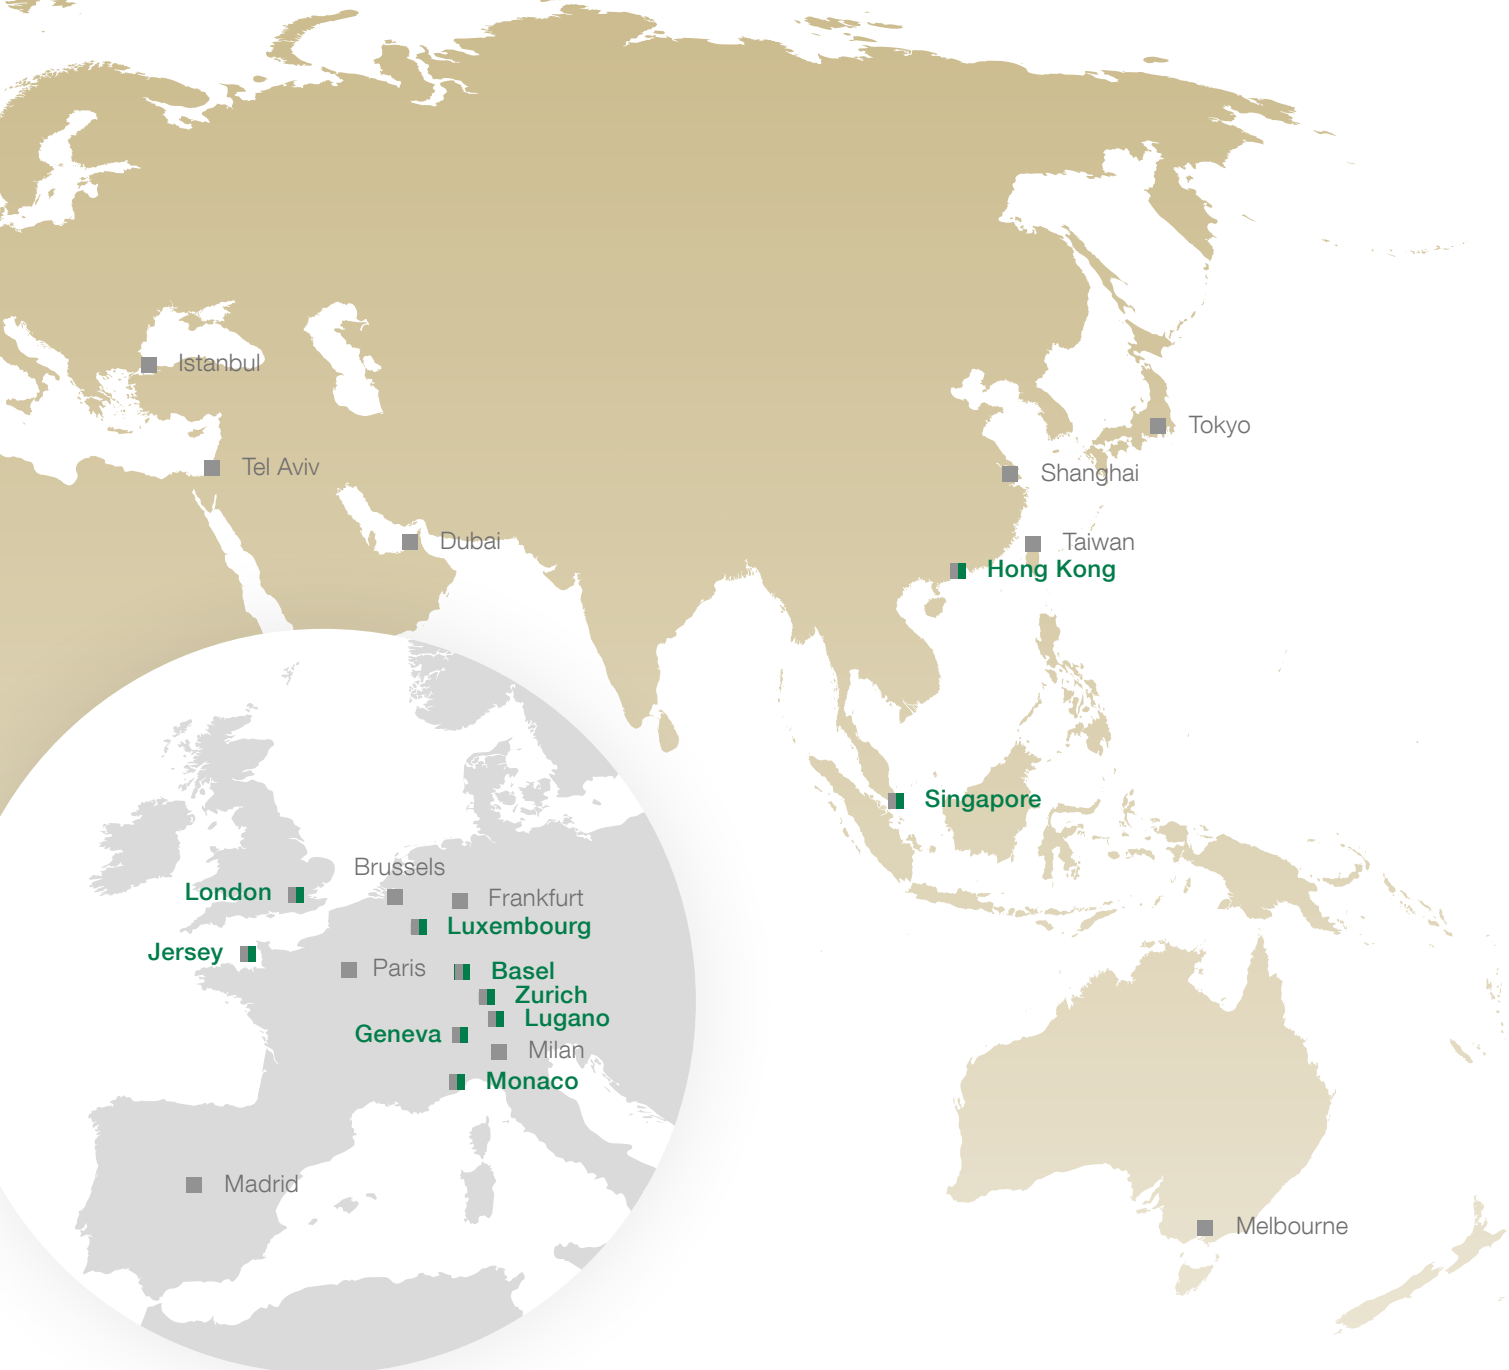 Istanbul
Tokyo
Tel Aviv
Shanghai
Dubai
Taiwan
Hong Kong
Singapore
Brussels
London
Frankfurt
Luxembourg
Jersey
Paris
Basel
Zurich
Lugano
Geneva
Milan
Monaco
Madrid
Melbourne